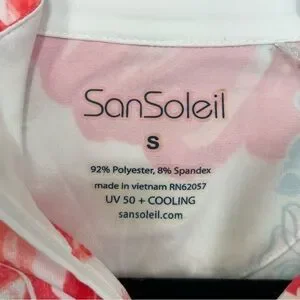 SanSoleil
S
92% Polyester, 8% Spandex
made in vietnam RN62057
UV 50 + COOLING
sansoleil.com